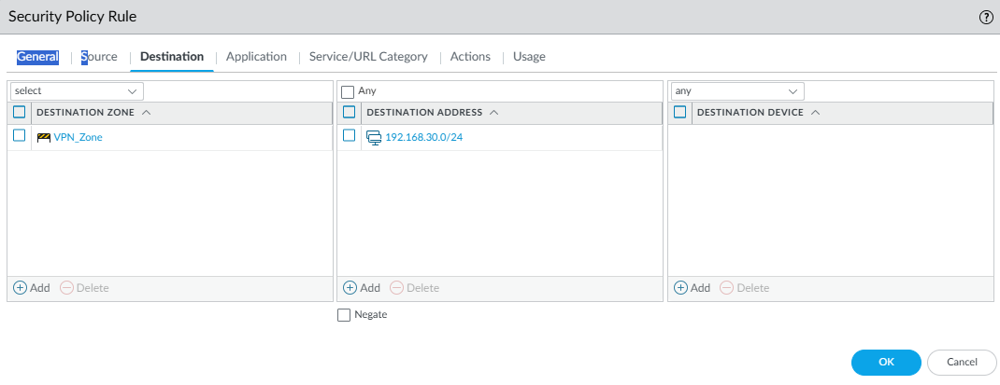 Security Policy Rule
General Source Destination Application Service/URL Category Actions Usage
select Any any
DESTINATION ZONE DESTINATION ADDRESS DESTINATION DEVICE
VPN_Zone 192.168.30.0/24
Add Delete Add Delete Add Delete
Negate
OK Cancel